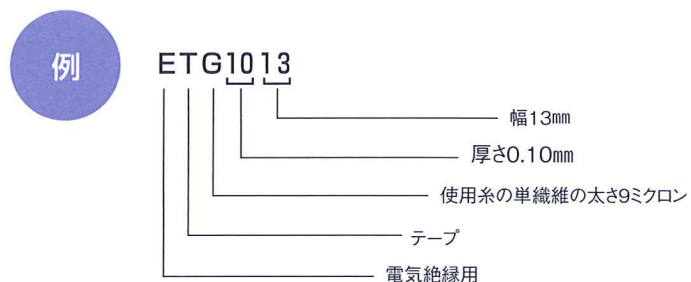 例
ETG1013
幅13㎜
厚さ0.10㎜
使用糸の単繊維の太さ9ミクロン
テープ
電気絶縁用